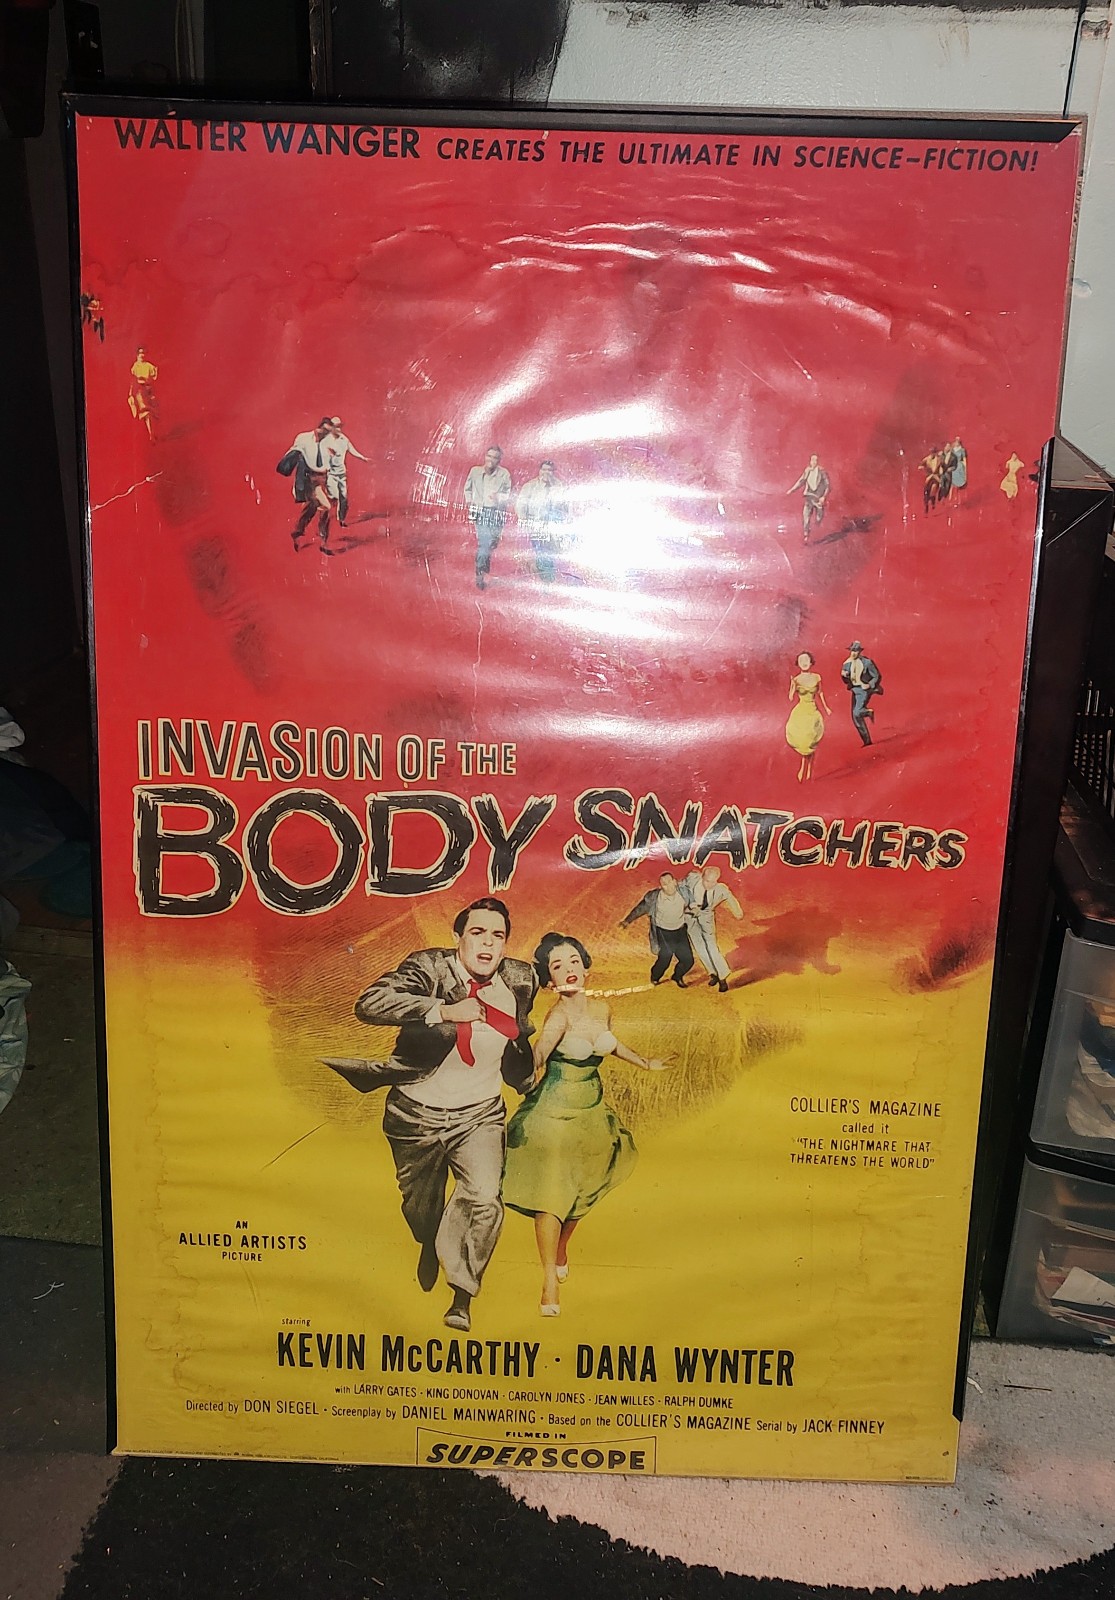 WALTER WANGER CREATES THE ULTIMATE IN SCIENCE-FICTION!
INVASION OF THE
BODY SNATCHERS
COLLIER'S MAGAZINE
called it
"THE NIGHTMARE THAT
THREATENS THE WORLD"
AN
ALLIED ARTISTS
PICTURE
starring
KEVIN McCARTHY · DANA WYNTER
with LARRY GATES · KING DONOVAN · CAROLYN JONES · JEAN WILLES · RALPH DUMKE
Directed by DON SIEGEL · Screenplay by DANIEL MAINWARING · Based on the COLLIER'S MAGAZINE Serial by JACK FINNEY
FILMED IN
SUPERSCOPE